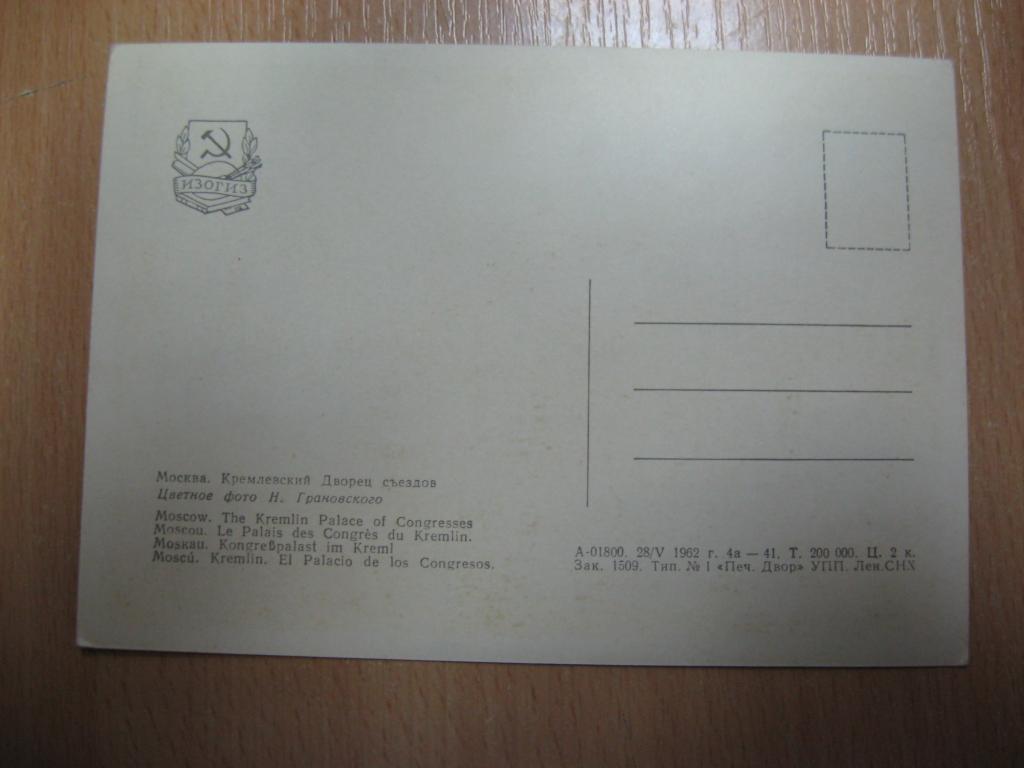 ИЗОГИЗ
Москва. Кремлевский Дворец съездов
Цветное фото Н. Грановского
Moscow. The Kremlin Palace of Congresses
Moscou. Le Palais des Congrès du Kremlin.
Moskau. Kongreßpalast im Kreml
Moscú. Kremlin. El Palacio de los Congresos.
А-01800. 28/V 1962 г. 4а — 41. Т. 200 000. Ц. 2 к.
Зак. 1509. Тип. № 1 «Печ. Двор» УПП. Лен.СНХ